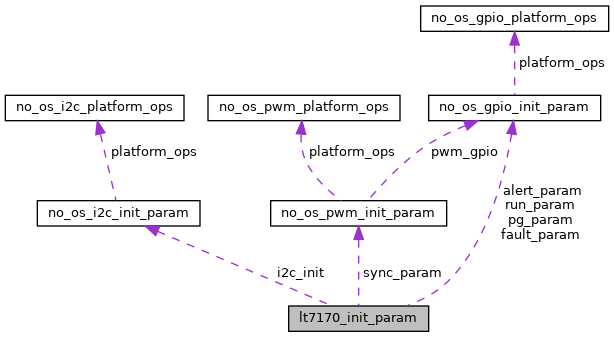 no_os_gpio_platform_ops
platform_ops
no_os_i2c_platform_ops
no_os_pwm_platform_ops
no_os_gpio_init_param
platform_ops
platform_ops
pwm_gpio
alert_param
run_param
pg_param
fault_param
no_os_i2c_init_param
no_os_pwm_init_param
i2c_init
sync_param
lt7170_init_param